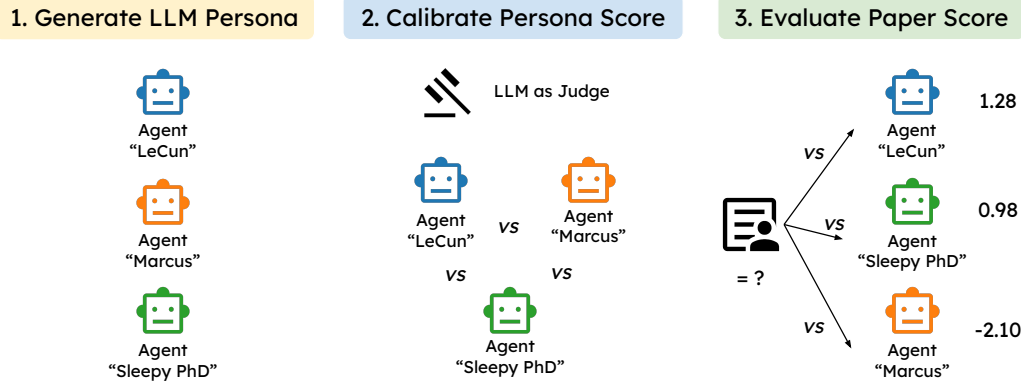 1. Generate LLM Persona
Agent
“LeCun”
Agent
“Marcus”
Agent
“Sleepy PhD”
2. Calibrate Persona Score
LLM as Judge
Agent
“LeCun”
vs
Agent
“Marcus”
vs
vs
Agent
“Sleepy PhD”
3. Evaluate Paper Score
= ?
vs
Agent
“LeCun”
1.28
vs
Agent
“Sleepy PhD”
0.98
vs
Agent
“Marcus”
-2.10